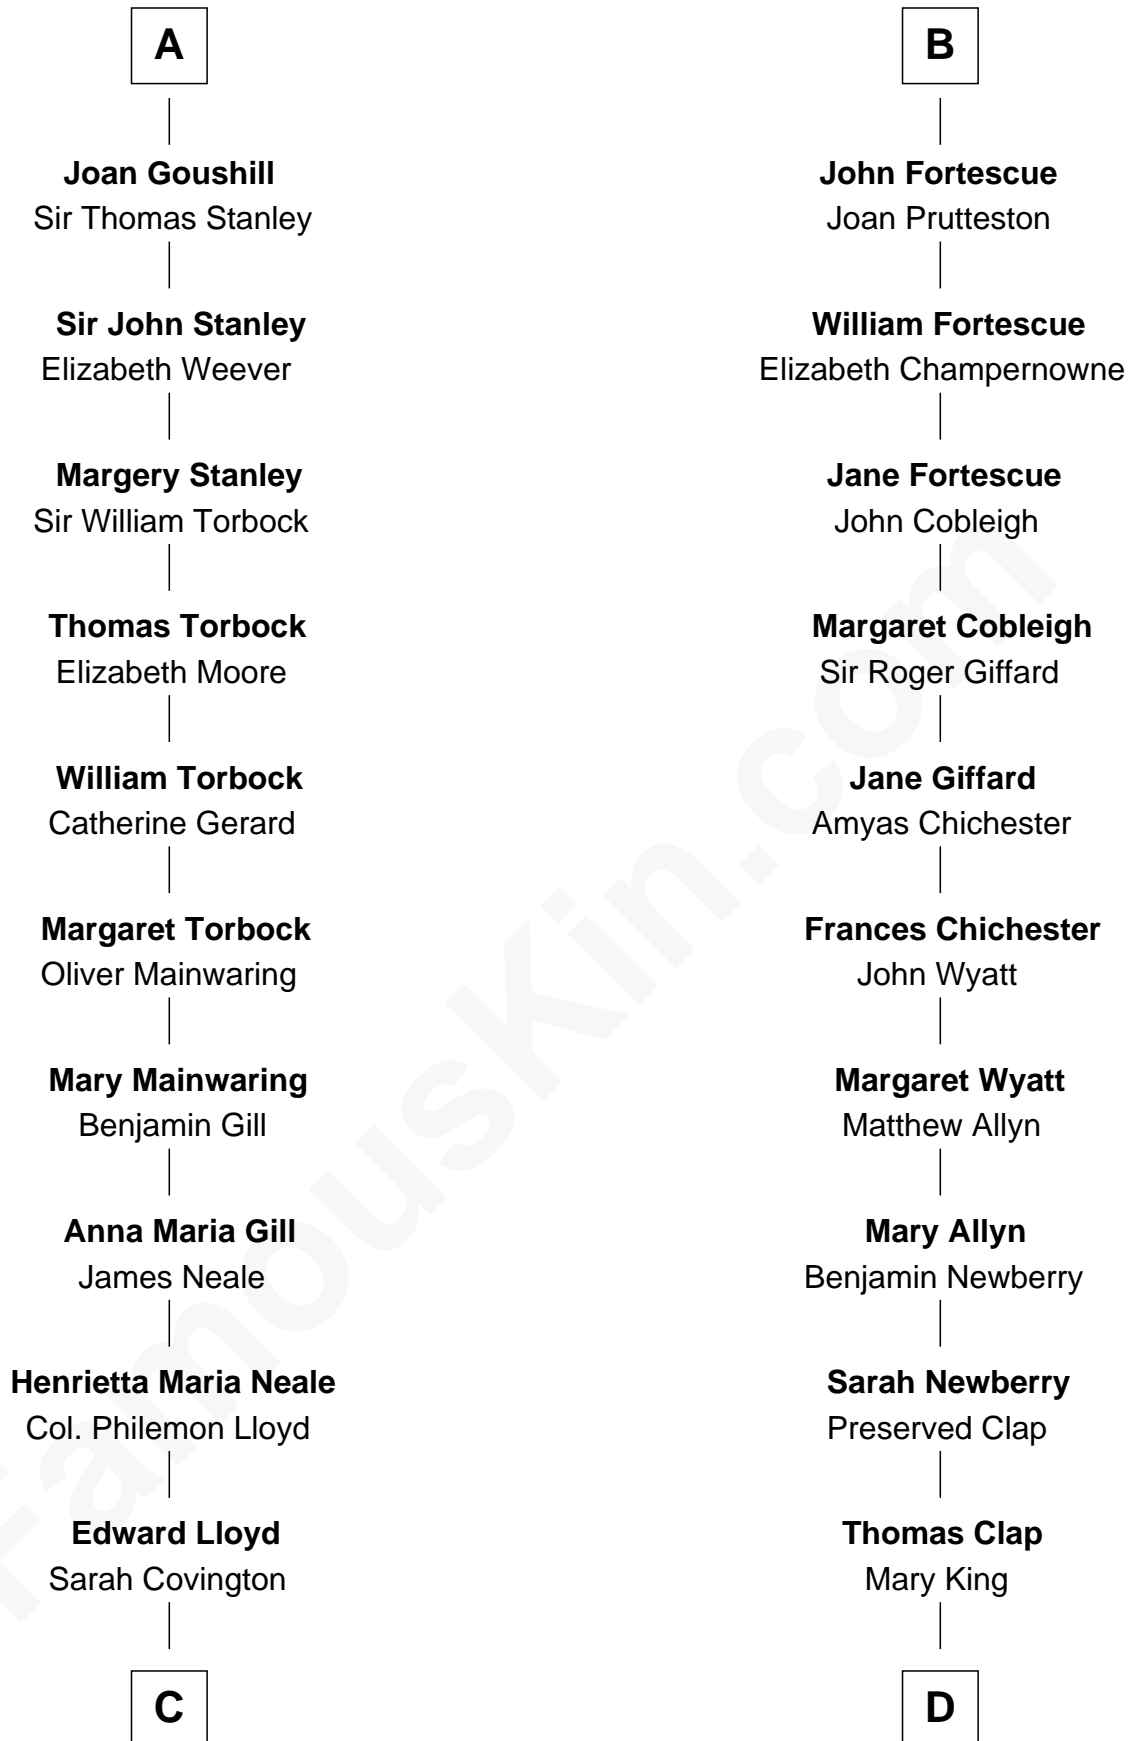 A
Joan Goushill
Sir Thomas Stanley
Sir John Stanley
Elizabeth Weever
Margery Stanley
Sir William Torbock
Thomas Torbock
Elizabeth Moore
William Torbock
Catherine Gerard
Margaret Torbock
Oliver Mainwaring
Mary Mainwaring
Benjamin Gill
Anna Maria Gill
James Neale
Henrietta Maria Neale
Col. Philemon Lloyd
Edward Lloyd
Sarah Covington
C
B
John Fortescue
Joan Prutteston
William Fortescue
Elizabeth Champernowne
Jane Fortescue
John Cobleigh
Margaret Cobleigh
Sir Roger Giffard
Jane Giffard
Amyas Chichester
Frances Chichester
John Wyatt
Margaret Wyatt
Matthew Allyn
Mary Allyn
Benjamin Newberry
Sarah Newberry
Preserved Clap
Thomas Clap
Mary King
D
FamousKin.com